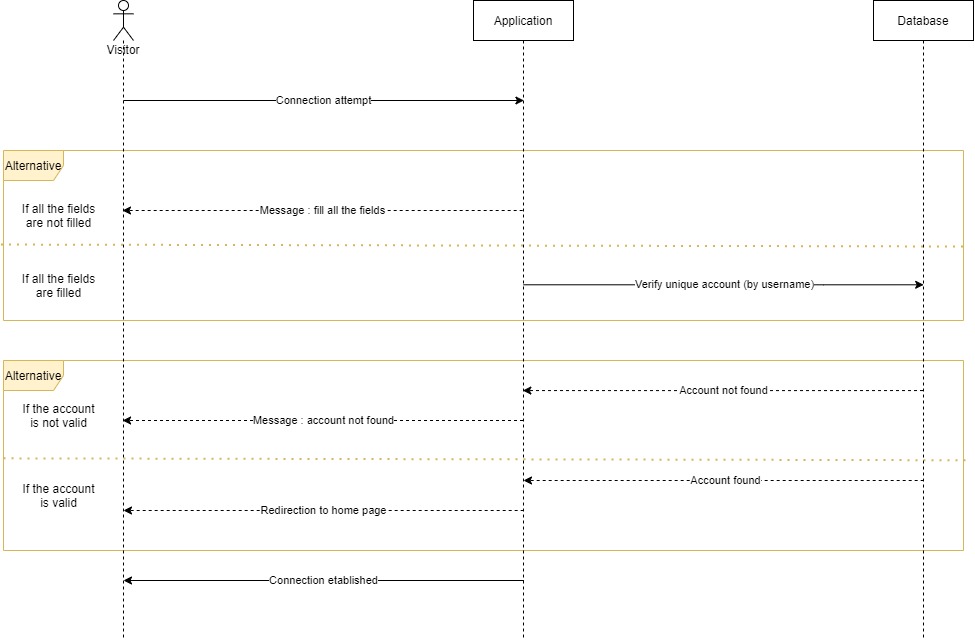 Visitor
Application
Database
Connection attempt
Alternative
If all the fields
are not filled
Message : fill all the fields
If all the fields
are filled
Verify unique account (by username)
Alternative
Account not found
If the account
is not valid
Message : account not found
Account found
If the account
is valid
Redirection to home page
Connection etablished